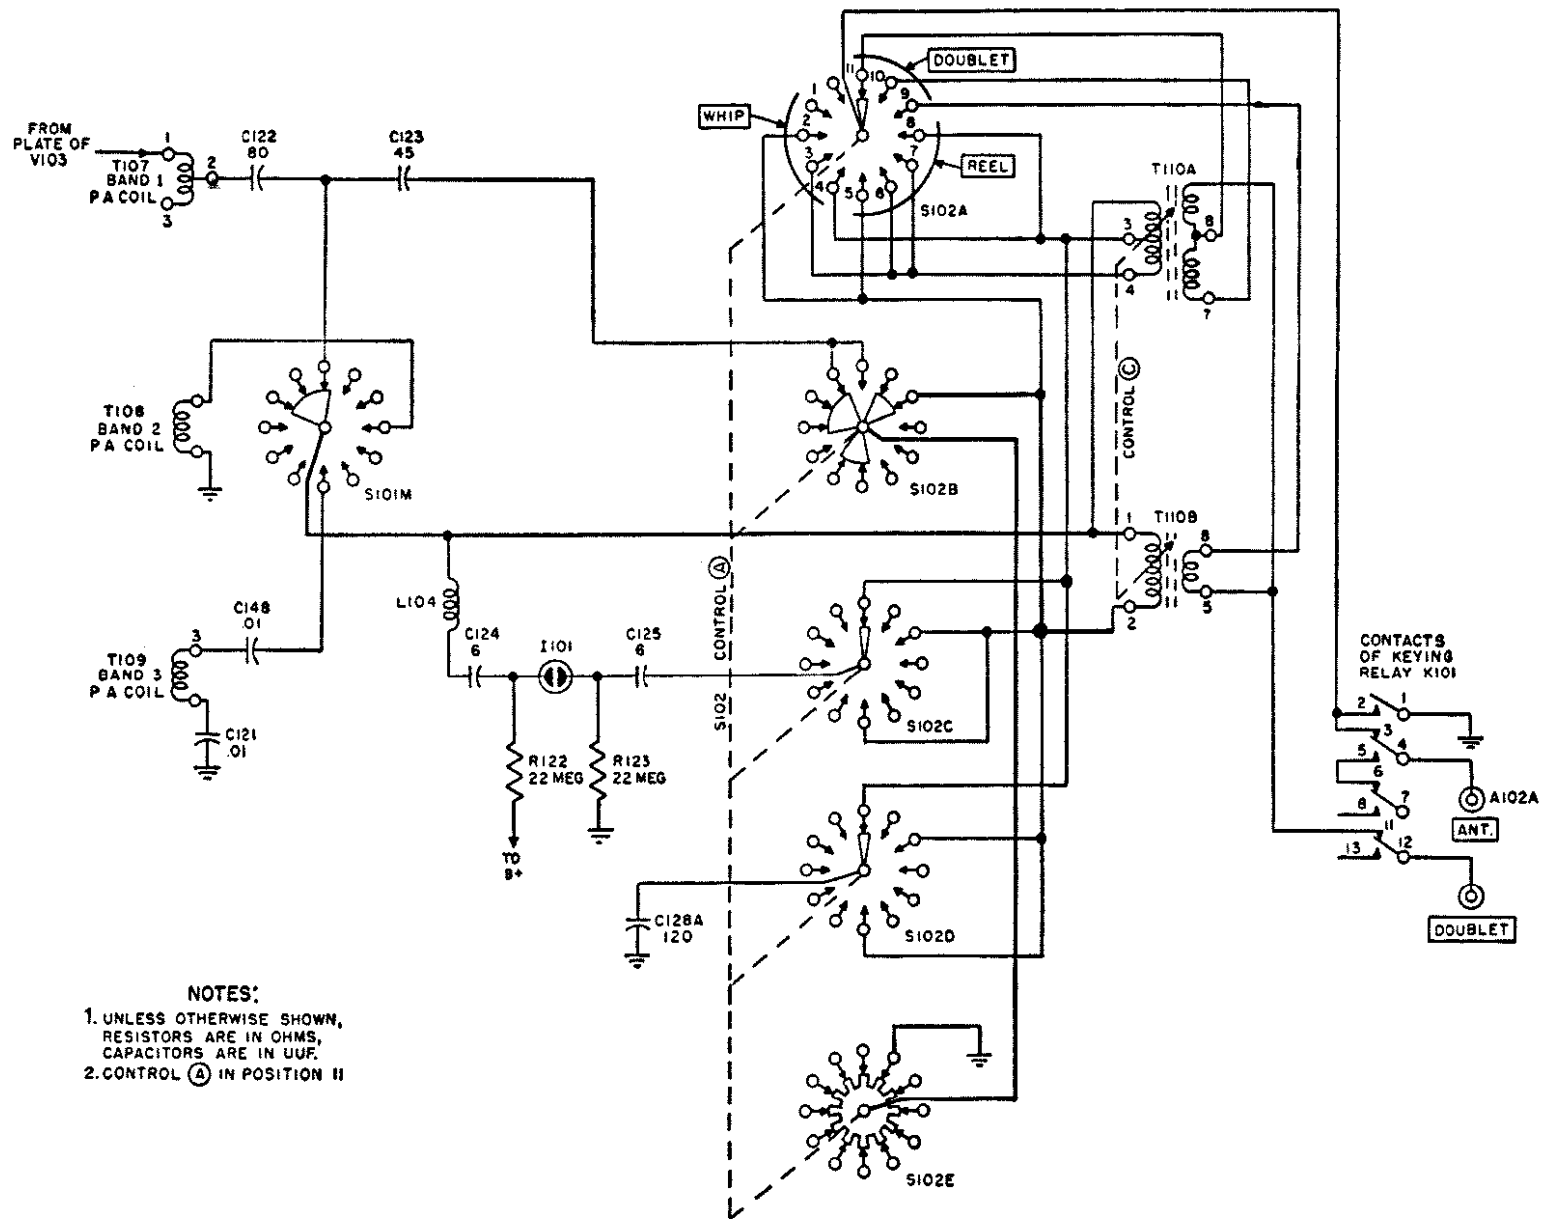 FROM
PLATE OF
V103
1
T107
BAND 1
P A COIL
3
2
C122
80
C123
45
WHIP
DOUBLET
REEL
11
10
9
8
7
6
5
4
3
2
1
S102A
T110A
3
4
8
7
CONTROL C
T108
BAND 2
P A COIL
S101M
S102B
1
T110B
2
8
5
L104
C148
.01
3
T109
BAND 3
P A COIL
C121
.01
C124
6
I101
C125
6
R122
22 MEG
R123
22 MEG
TO
B+
S102 CONTROL A
S102C
CONTACTS
OF KEYING
RELAY K101
2
1
3
5
4
6
8
7
11
13
12
A102A
ANT.
DOUBLET
C128A
120
S102D
S102E
NOTES:
1. UNLESS OTHERWISE SHOWN,
RESISTORS ARE IN OHMS,
CAPACITORS ARE IN UUF.
2. CONTROL A IN POSITION 11